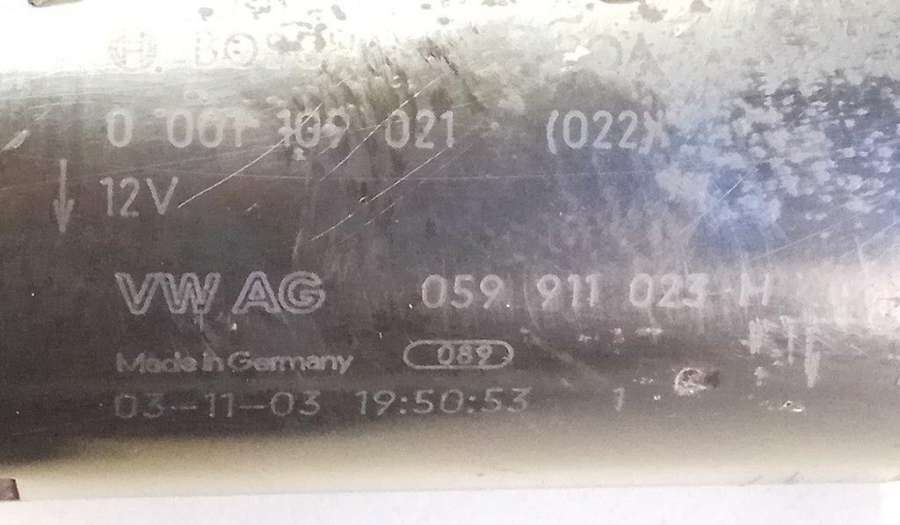 BOSCH
0 001 109 021 (022)
12V
VW AG 059 911 023 H
Made in Germany 089
03-11-03 19:50:53 1